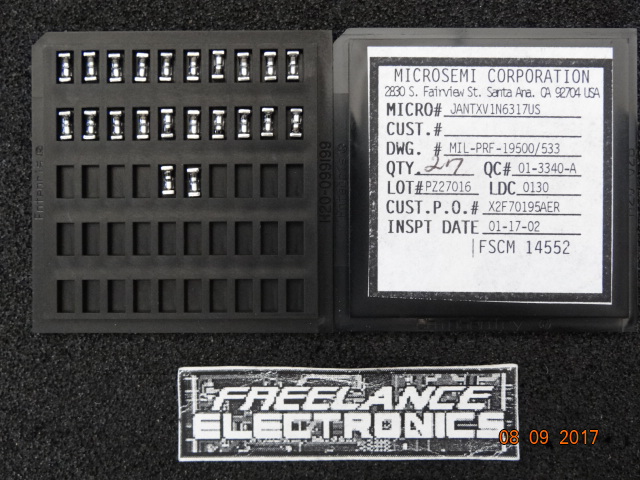 MICROSEMI CORPORATION
2830 S. Fairview St. Santa Ana. CA 92704 USA
MICRO# JANTXV1N6317US
CUST.#
DWG. # MIL-PRF-19500/533
QTY. 27 QC# 01-3340-A
LOT# PZ27016 LDC 0130
CUST.P.O.# X2F70195AER
INSPT DATE 01-17-02
FSCM 14552
H20-099199
FREELANCE
ELECTRONICS
08 09 2017